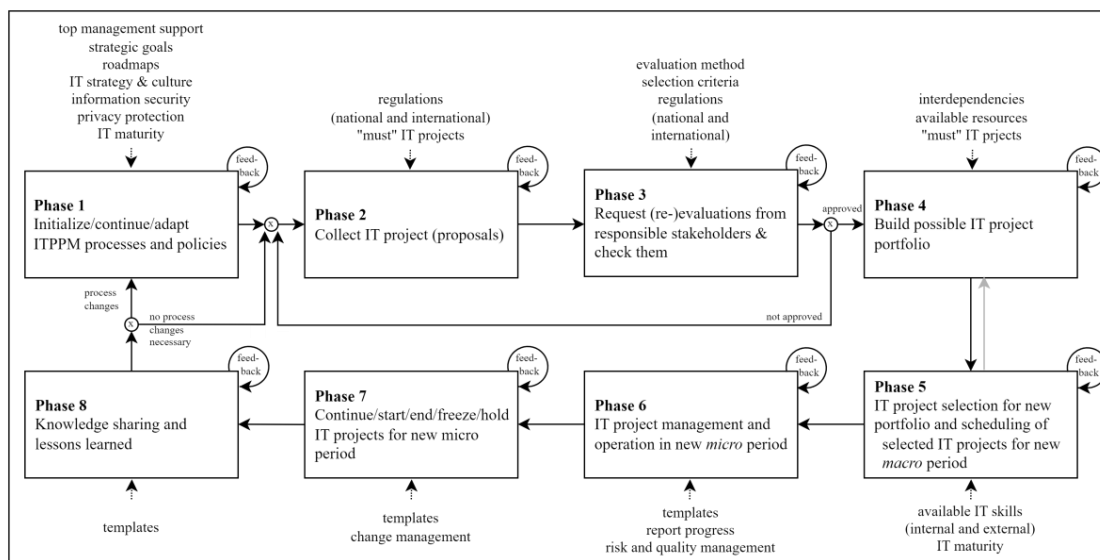 top management support
strategic goals
roadmaps
IT strategy & culture
information security
privacy protection
IT maturity
regulations
(national and international)
"must" IT projects
evaluation method
selection criteria
regulations
(national and
international)
interdependencies
available resources
"must" IT prjects
feed-
back
Phase 1
Initialize/continue/adapt
ITPPM processes and policies
x
feed-
back
Phase 2
Collect IT project (proposals)
feed-
back
Phase 3
Request (re-)evaluations from
responsible stakeholders &
check them
approved
x
feed-
back
Phase 4
Build possible IT project
portfolio
process
changes
x
no process
changes
necessary
not approved
feed-
back
Phase 8
Knowledge sharing and
lessons learned
feed-
back
Phase 7
Continue/start/end/freeze/hold
IT projects for new micro
period
feed-
back
Phase 6
IT project management and
operation in new micro period
feed-
back
Phase 5
IT project selection for new
portfolio and scheduling of
selected IT projects for new
macro period
templates
templates
change management
templates
report progress
risk and quality management
available IT skills
(internal and external)
IT maturity